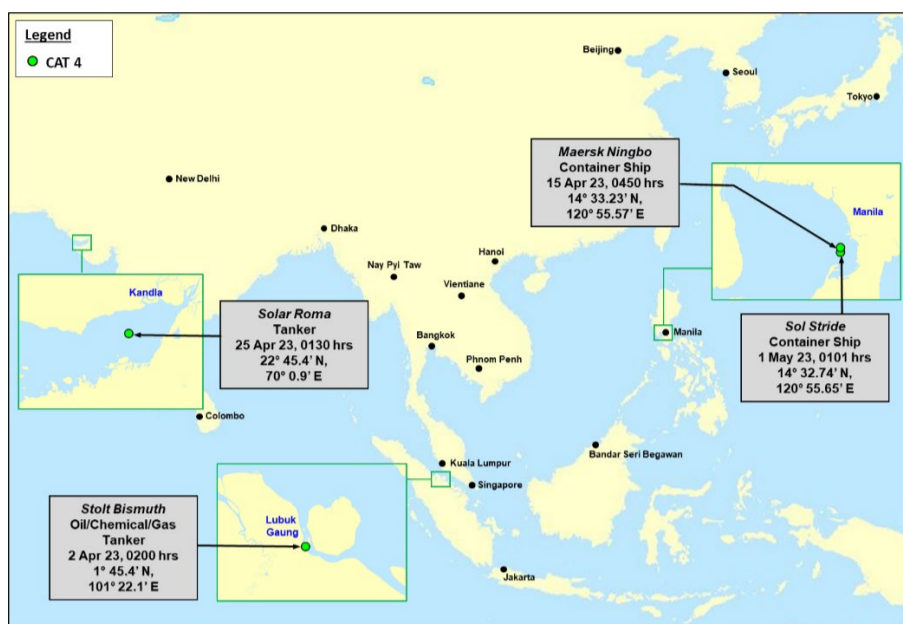 Legend
CAT 4
Beijing
Seoul
Tokyo
Maersk Ningbo
Container Ship
15 Apr 23, 0450 hrs
14° 33.23' N,
120° 55.57' E
New Delhi
Manila
Dhaka
Hanoi
Nay Pyi Taw
Vientiane
Kandla
Solar Roma
Tanker
25 Apr 23, 0130 hrs
22° 45.4' N,
70° 0.9' E
Bangkok
Manila
Sol Stride
Container Ship
1 May 23, 0101 hrs
14° 32.74' N,
120° 55.65' E
Phnom Penh
Colombo
Bandar Seri Begawan
Kuala Lumpur
Singapore
Stolt Bismuth
Oil/Chemical/Gas
Tanker
2 Apr 23, 0200 hrs
1° 45.4' N,
101° 22.1' E
Lubuk
Gaung
Jakarta